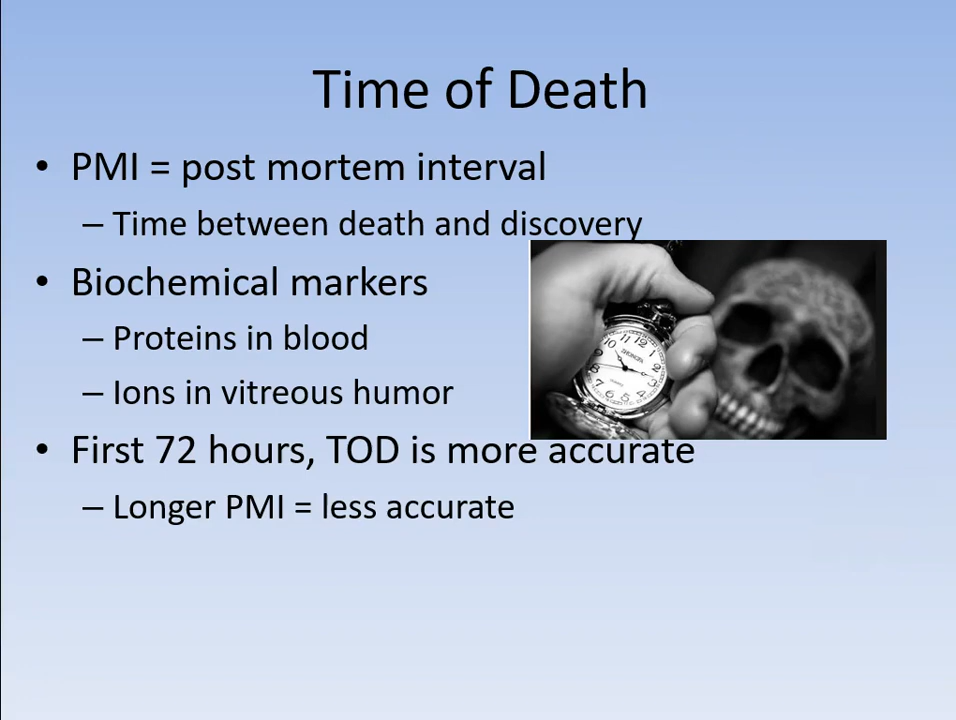 Time of Death
• PMI = post mortem interval
– Time between death and discovery
• Biochemical markers
– Proteins in blood
– Ions in vitreous humor
• First 72 hours, TOD is more accurate
– Longer PMI = less accurate